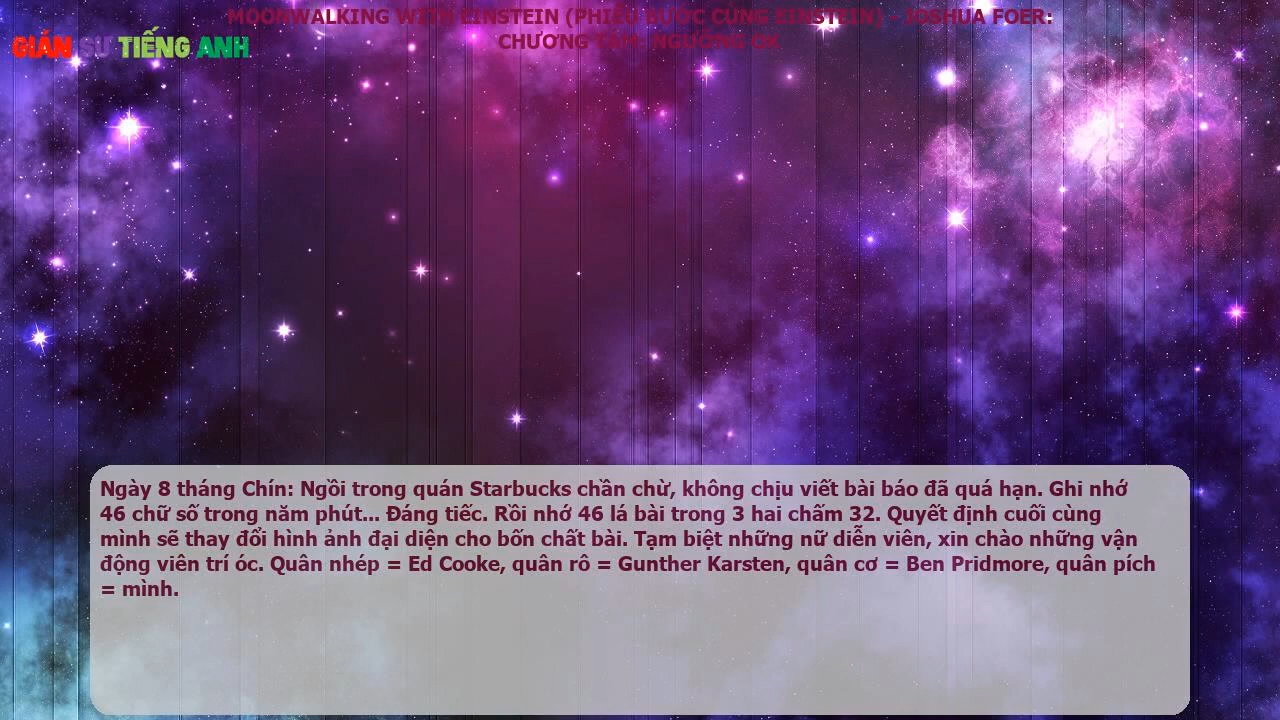 MOONWALKING WITH EINSTEIN (PHIÊU BƯỚC CÙNG EINSTEIN) - JOSHUA FOER:
CHƯƠNG TÁM: NGƯỠNG OK
GIÁN SƯ TIẾNG ANH
Ngày 8 tháng Chín: Ngồi trong quán Starbucks chần chừ, không chịu viết bài báo đã quá hạn. Ghi nhớ
46 chữ số trong năm phút... Đáng tiếc. Rồi nhớ 46 lá bài trong 3 hai chấm 32. Quyết định cuối cùng
mình sẽ thay đổi hình ảnh đại diện cho bốn chất bài. Tạm biệt những nữ diễn viên, xin chào những vận
động viên trí óc. Quân nhép = Ed Cooke, quân rô = Gunther Karsten, quân cơ = Ben Pridmore, quân pích
= mình.